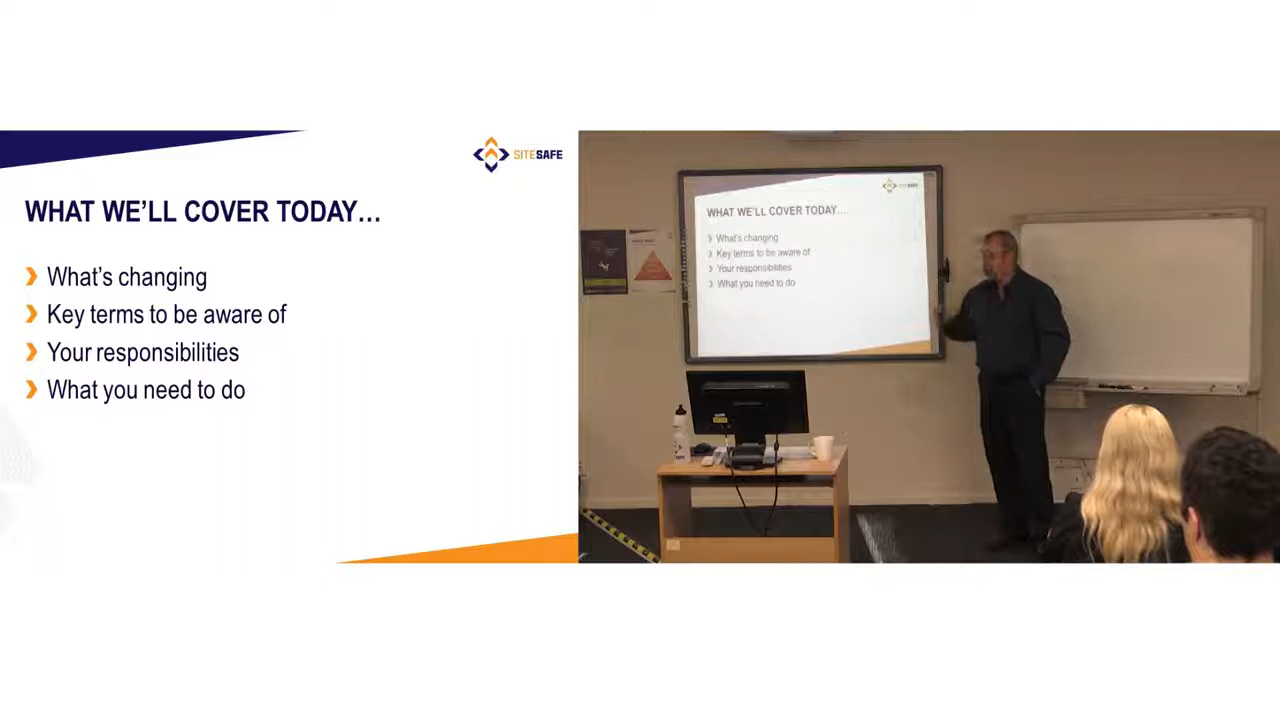 SITESAFE
WHAT WE'LL COVER TODAY...
What's changing
Key terms to be aware of
Your responsibilities
What you need to do
SITESAFE
WHAT WE'LL COVER TODAY...
What's changing
Key terms to be aware of
Your responsibilities
What you need to do